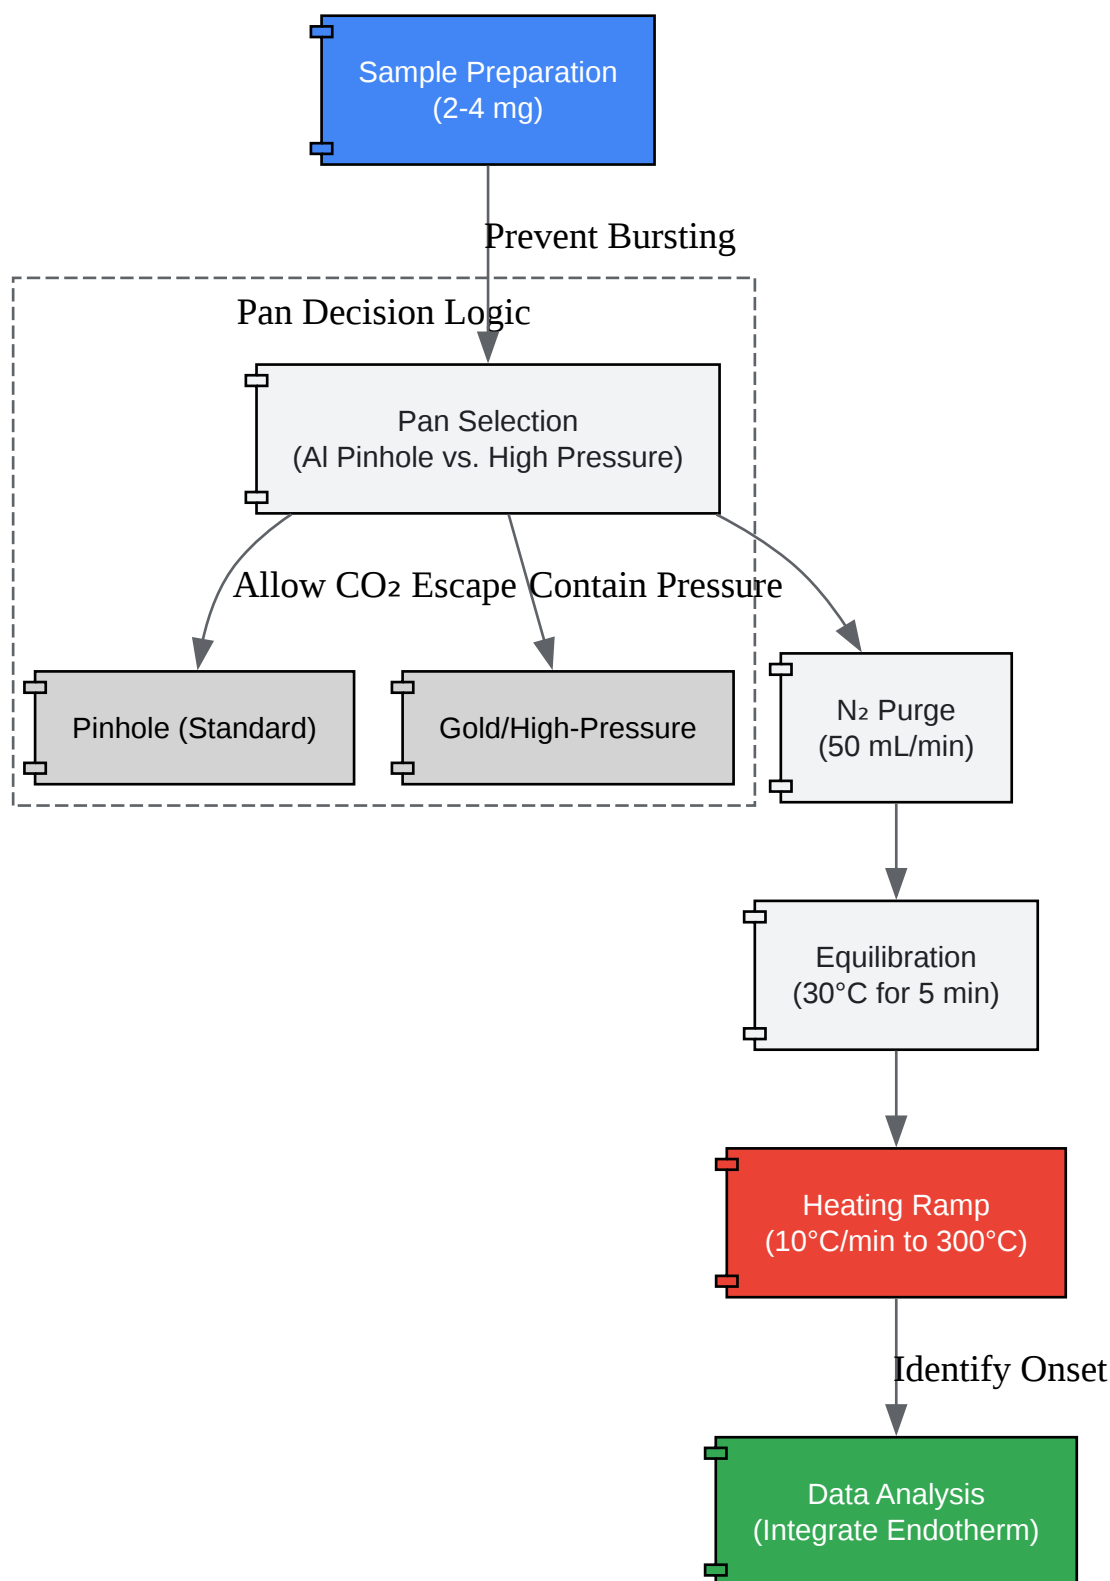 Sample Preparation
(2-4 mg)
Prevent Bursting
Pan Decision Logic
Pan Selection
(Al Pinhole vs. High Pressure)
Allow CO₂ Escape
Contain Pressure
Pinhole (Standard)
Gold/High-Pressure
N₂ Purge
(50 mL/min)
Equilibration
(30°C for 5 min)
Heating Ramp
(10°C/min to 300°C)
Identify Onset
Data Analysis
(Integrate Endotherm)